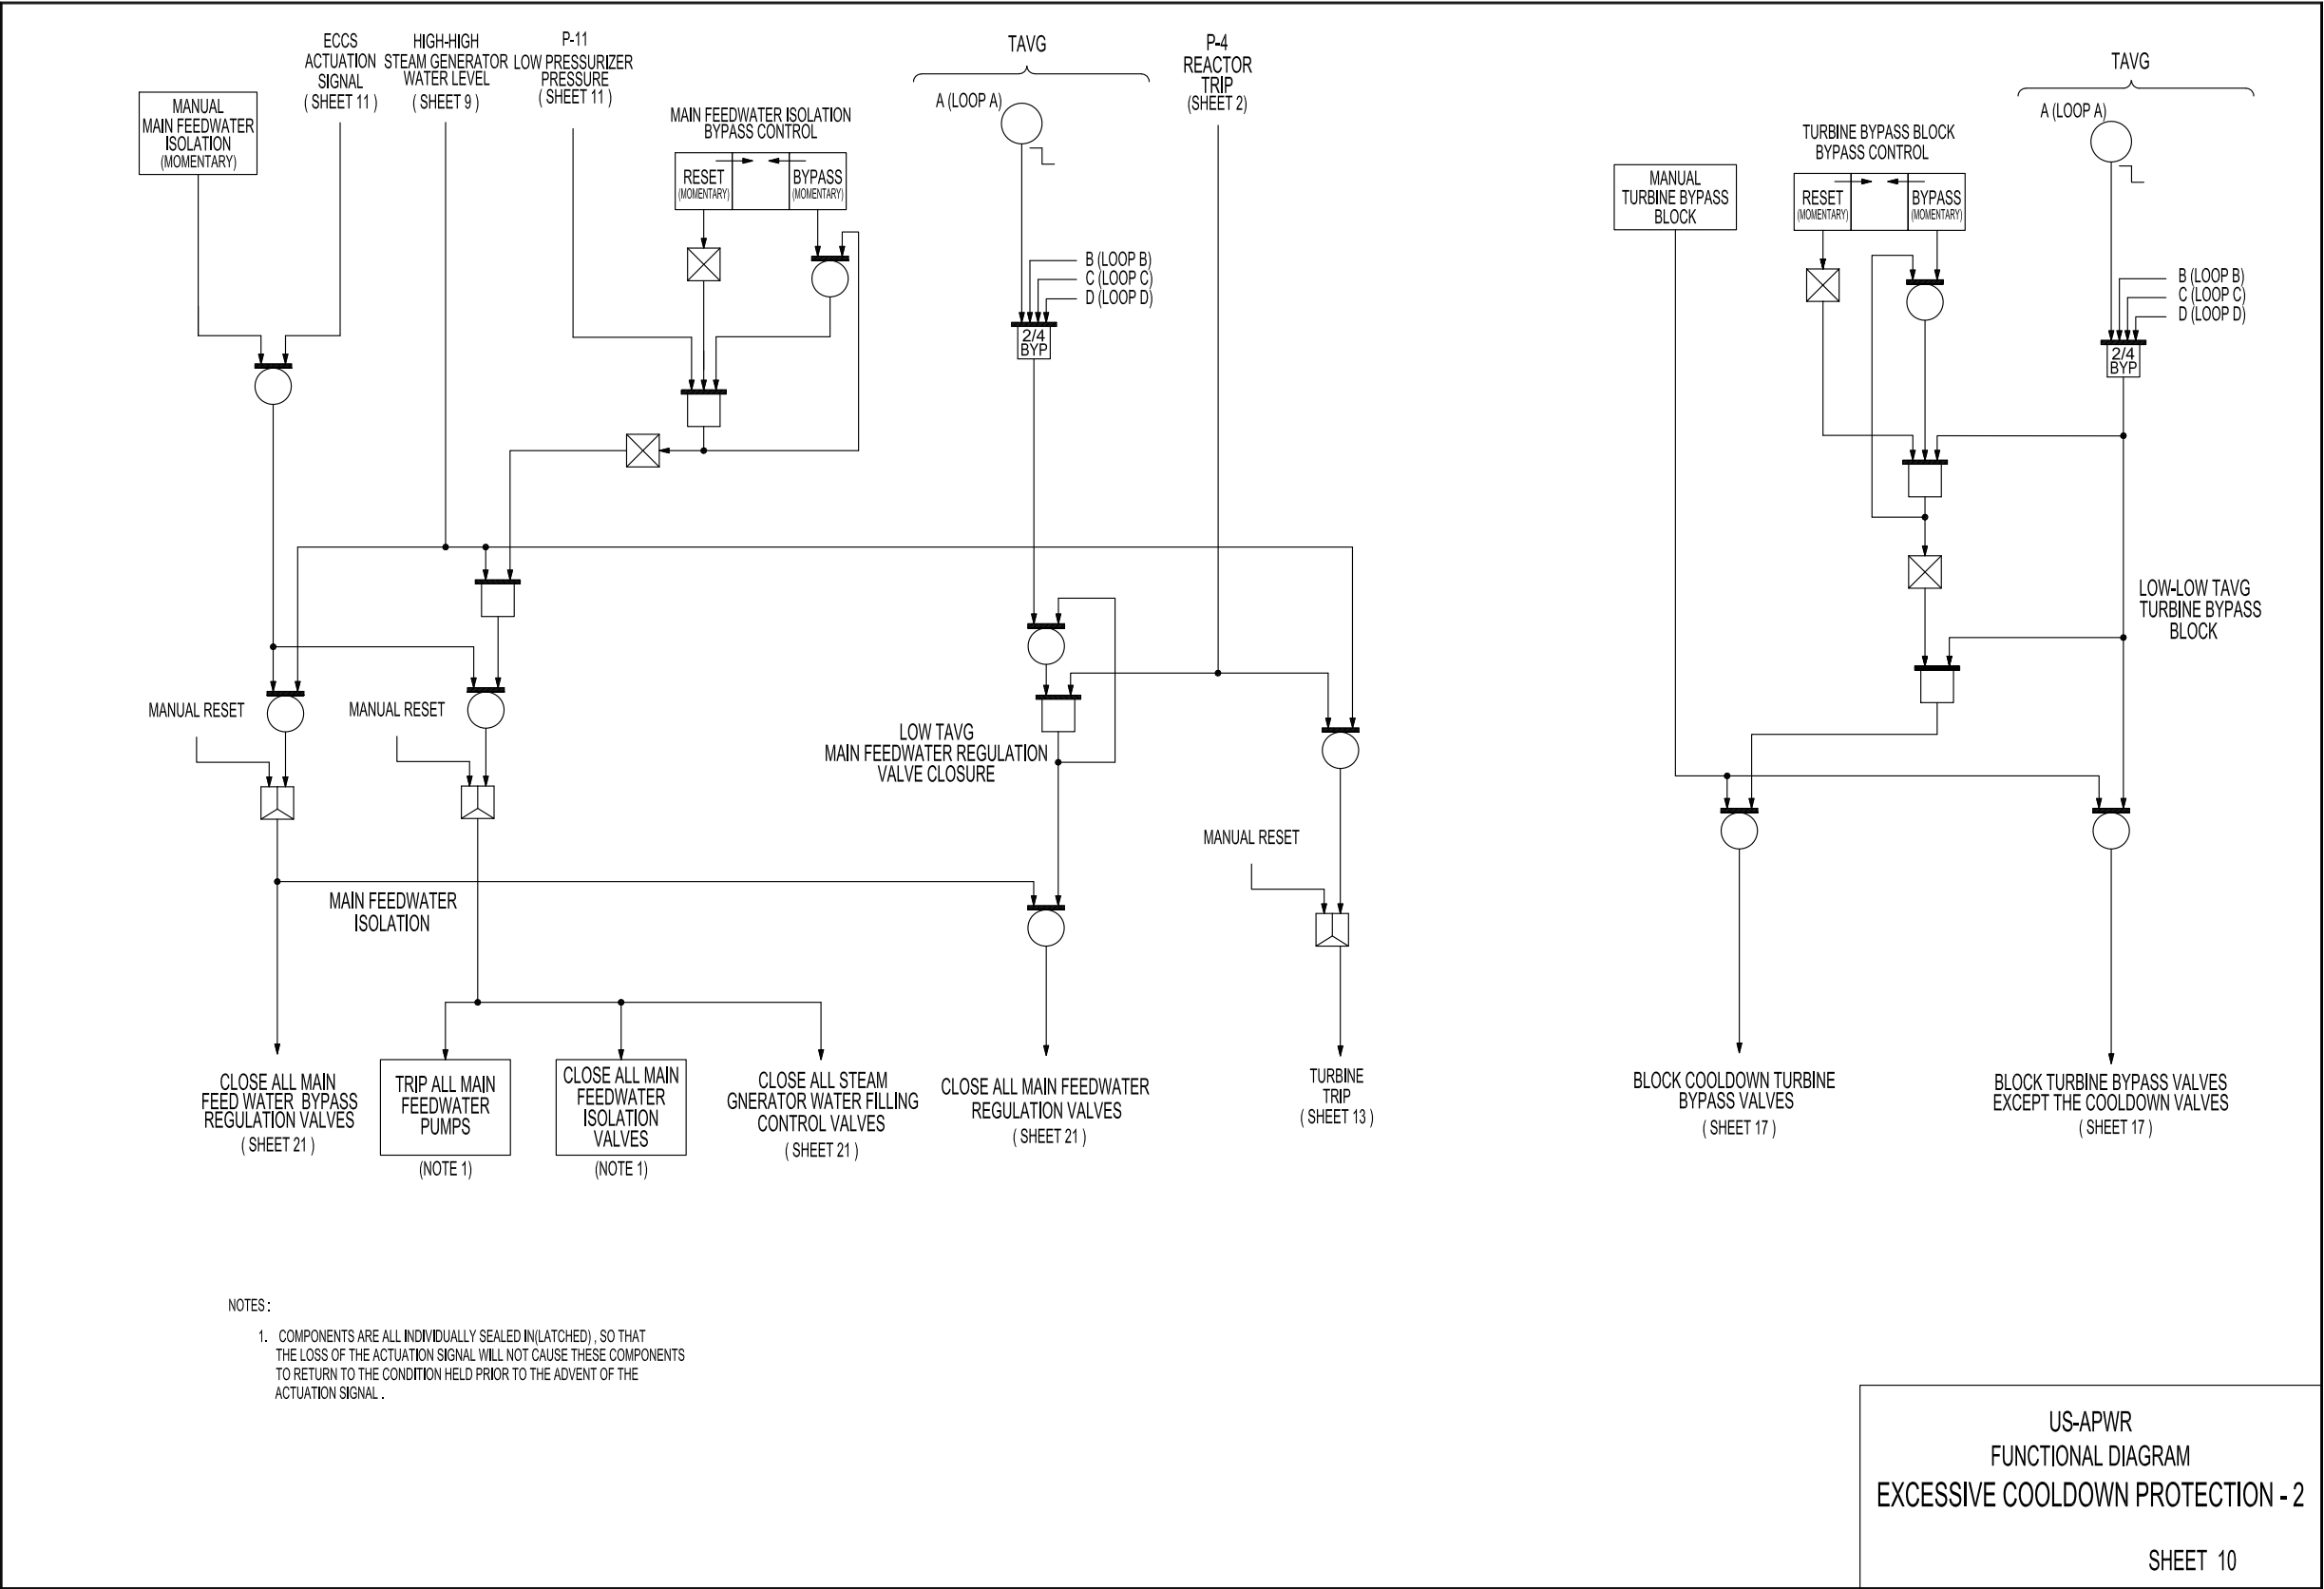 ECCS
ACTUATION
SIGNAL
( SHEET 11 )
HIGH-HIGH
STEAM GENERATOR
WATER LEVEL
( SHEET 9 )
P-11
LOW PRESSURIZER
PRESSURE
( SHEET 11 )
TAVG
P-4
REACTOR
TRIP
(SHEET 2)
TAVG
MANUAL
MAIN FEEDWATER
ISOLATION
(MOMENTARY)
MAIN FEEDWATER ISOLATION
BYPASS CONTROL
RESET
(MOMENTARY)
BYPASS
(MOMENTARY)
A (LOOP A)
B (LOOP B)
C (LOOP C)
D (LOOP D)
2/4
BYP
MANUAL
TURBINE BYPASS
BLOCK
TURBINE BYPASS BLOCK
BYPASS CONTROL
RESET
(MOMENTARY)
BYPASS
(MOMENTARY)
A (LOOP A)
B (LOOP B)
C (LOOP C)
D (LOOP D)
2/4
BYP
LOW-LOW TAVG
TURBINE BYPASS
BLOCK
MANUAL RESET
MANUAL RESET
LOW TAVG
MAIN FEEDWATER REGULATION
VALVE CLOSURE
MANUAL RESET
MAIN FEEDWATER
ISOLATION
CLOSE ALL MAIN
FEED WATER BYPASS
REGULATION VALVES
( SHEET 21 )
TRIP ALL MAIN
FEEDWATER
PUMPS
(NOTE 1)
CLOSE ALL MAIN
FEEDWATER
ISOLATION
VALVES
(NOTE 1)
CLOSE ALL STEAM
GNERATOR WATER FILLING
CONTROL VALVES
( SHEET 21 )
CLOSE ALL MAIN FEEDWATER
REGULATION VALVES
( SHEET 21 )
TURBINE
TRIP
( SHEET 13 )
BLOCK COOLDOWN TURBINE
BYPASS VALVES
( SHEET 17 )
BLOCK TURBINE BYPASS VALVES
EXCEPT THE COOLDOWN VALVES
( SHEET 17 )
NOTES :
1. COMPONENTS ARE ALL INDIVIDUALLY SEALED IN(LATCHED) , SO THAT
THE LOSS OF THE ACTUATION SIGNAL WILL NOT CAUSE THESE COMPONENTS
TO RETURN TO THE CONDITION HELD PRIOR TO THE ADVENT OF THE
ACTUATION SIGNAL .
US-APWR
FUNCTIONAL DIAGRAM
EXCESSIVE COOLDOWN PROTECTION - 2
SHEET 10